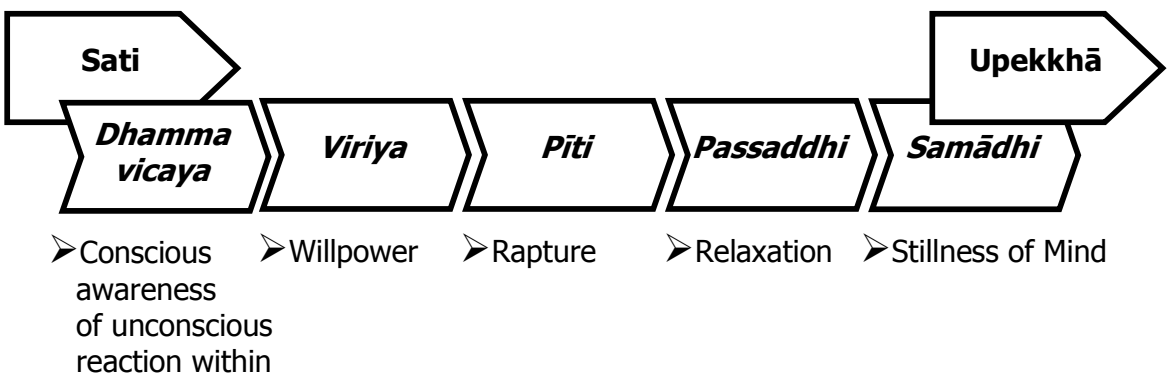 Sati
Upekkhā
Dhamma
vicaya
Viriya
Pīti
Passaddhi
Samādhi
➢Conscious
awareness
of unconscious
reaction within
➢Willpower
➢Rapture
➢Relaxation
➢Stillness of Mind